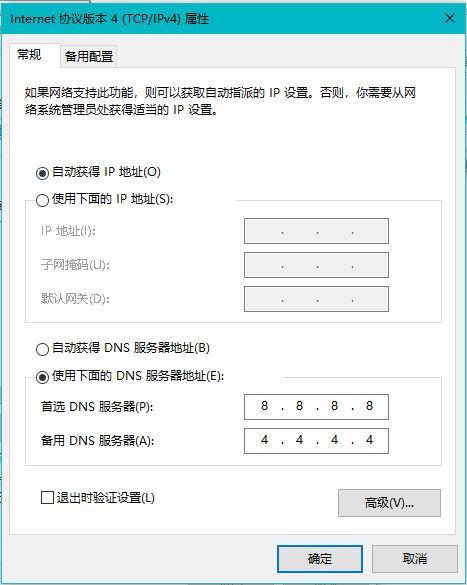 Internet 协议版本 4 (TCP/IPv4) 属性
常规
备用配置
如果网络支持此功能，则可以获取自动指派的 IP 设置。否则，你需要从网
络系统管理员处获得适当的 IP 设置。
自动获得 IP 地址(O)
使用下面的 IP 地址(S):
IP 地址(I):
. . .
子网掩码(U):
. . .
默认网关(D):
. . .
自动获得 DNS 服务器地址(B)
使用下面的 DNS 服务器地址(E):
首选 DNS 服务器(P):
8 . 8 . 8 . 8
备用 DNS 服务器(A):
4 . 4 . 4 . 4
退出时验证设置(L)
高级(V)...
确定
取消